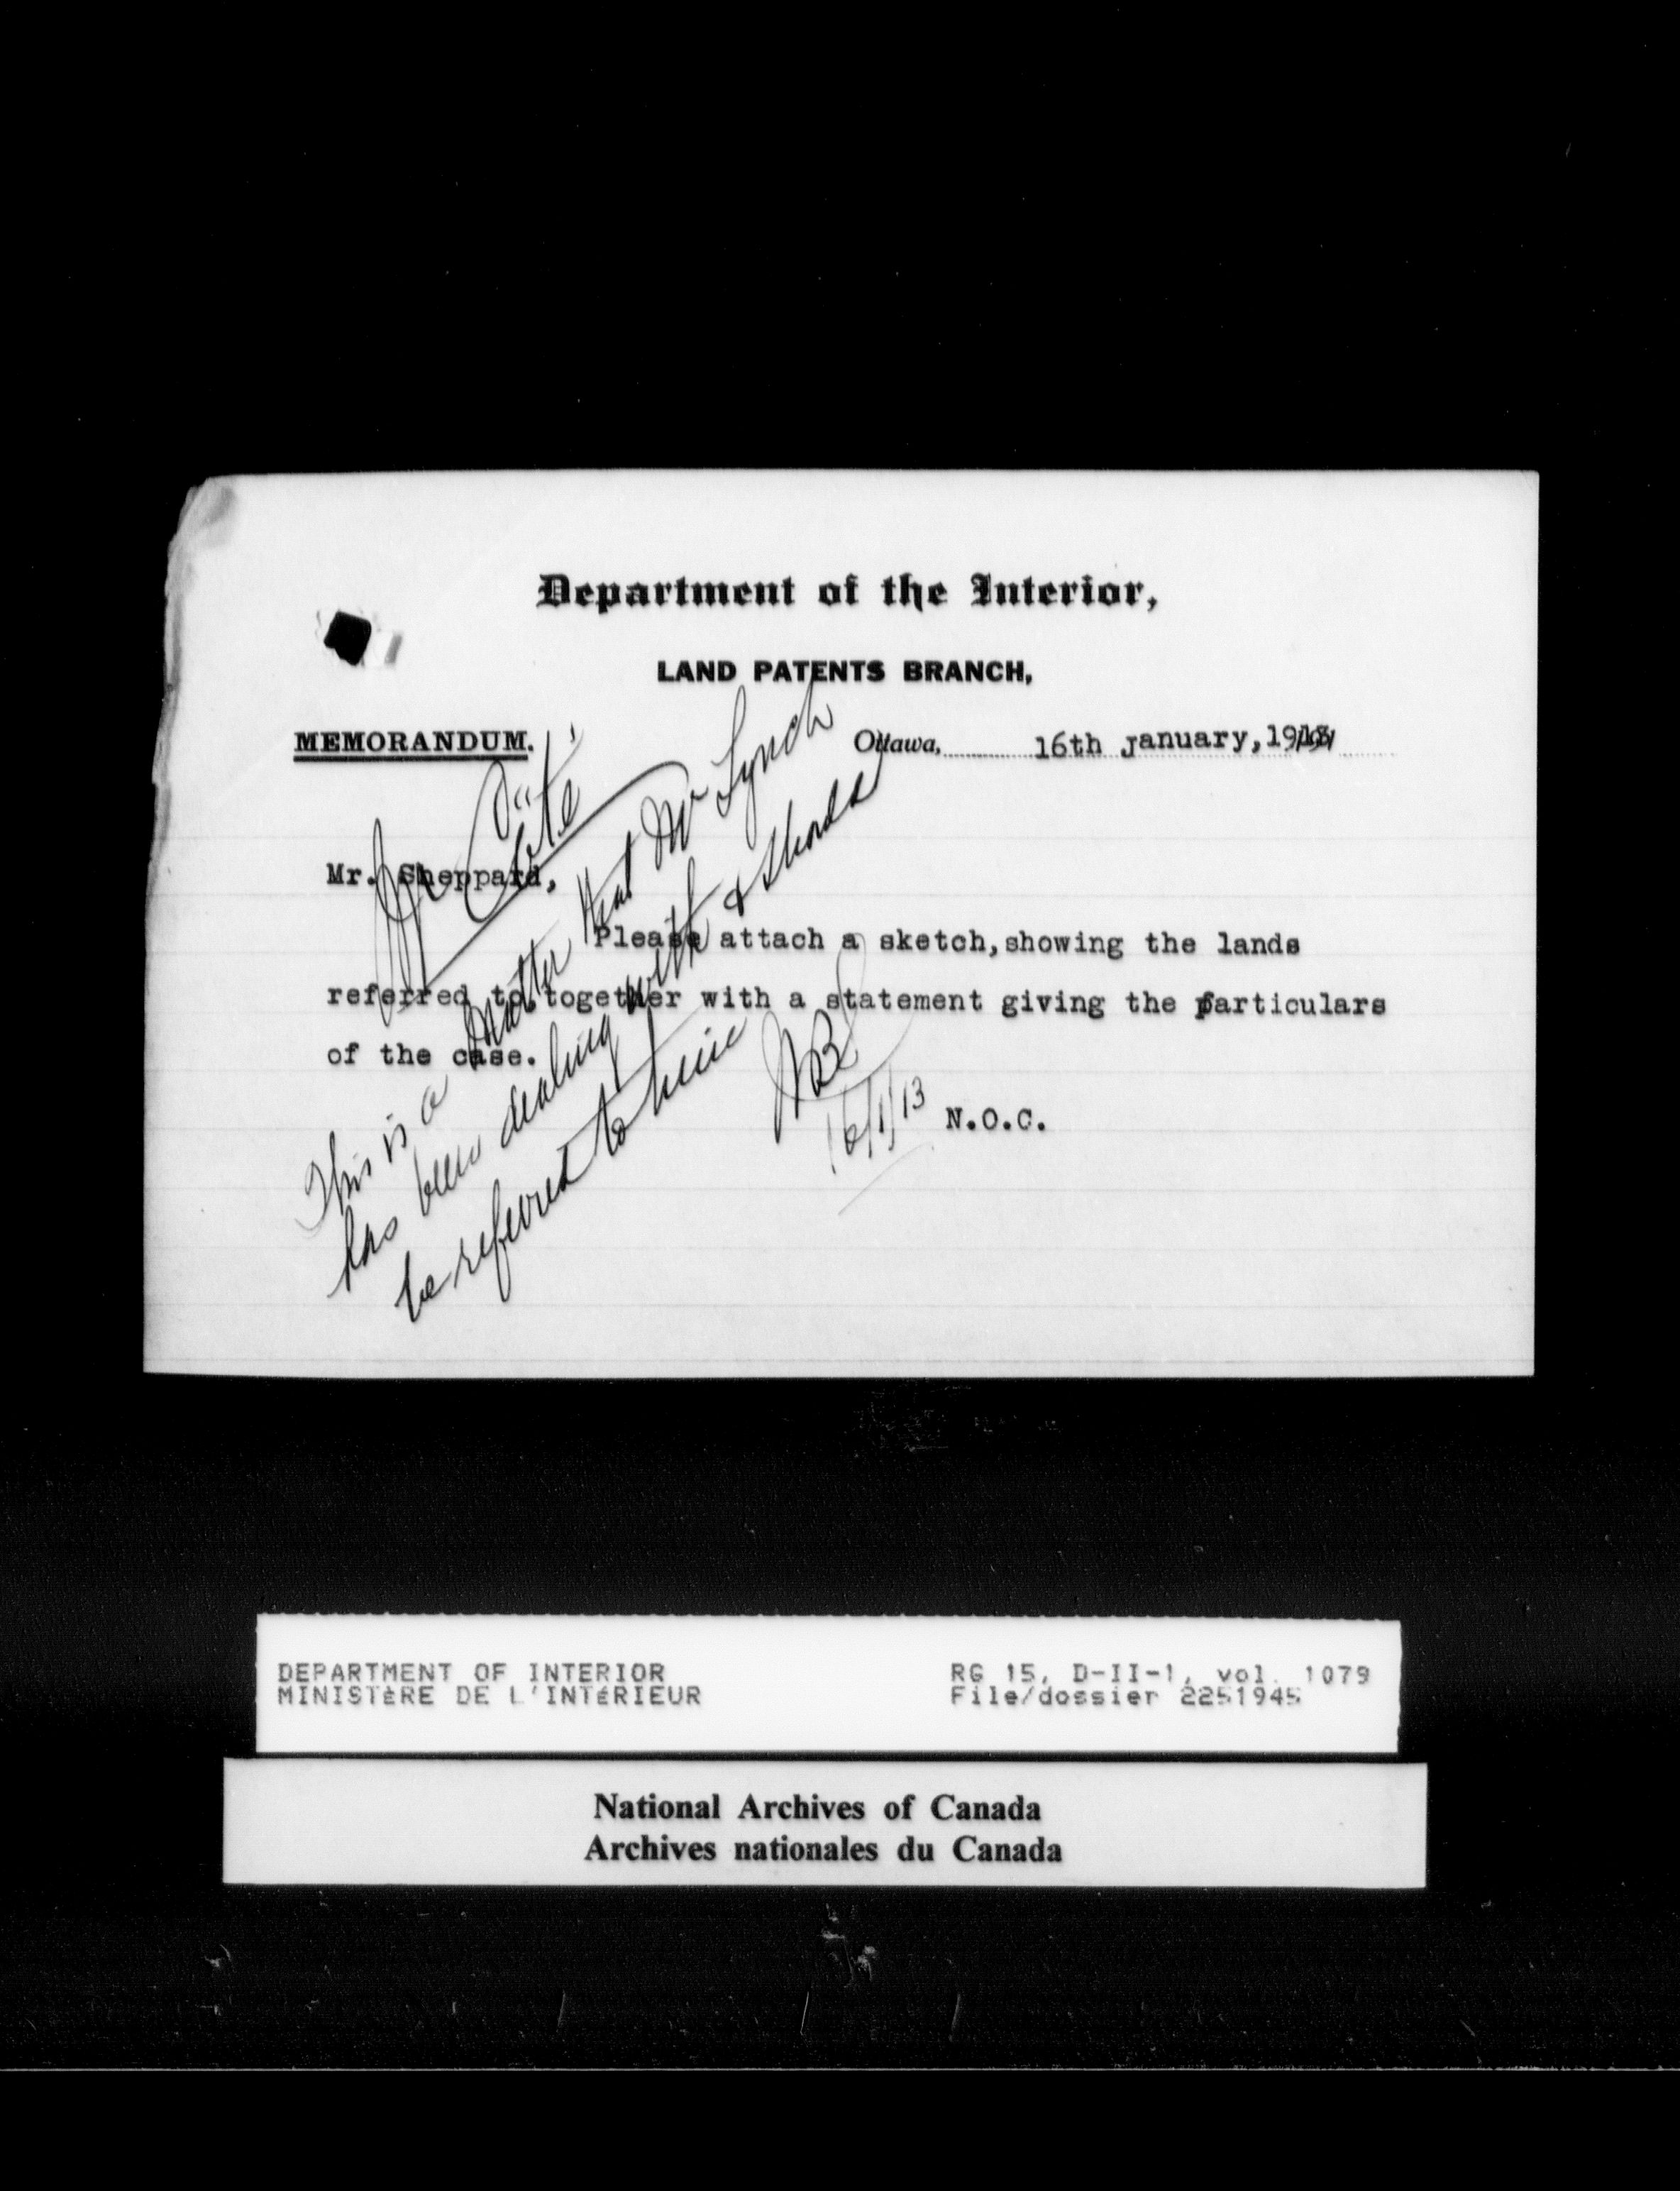 Department of the Interior,
LAND PATENTS BRANCH,
MEMORANDUM.
Ottawa, 16th January, 1913
Mr. Sheppard,
Please attach a sketch, showing the lands
referred to, together with a statement giving the particulars
of the case.
N.O.C.
Mr Côté
This is a matter that Mr Lynch
has been dealing with &
be referred to him
16/1/13
DEPARTMENT OF INTERIOR
MINISTèRE DE L'INTéRIEUR
RG 15, D-II-1, vol. 1079
File/dossier 2251945
National Archives of Canada
Archives nationales du Canada